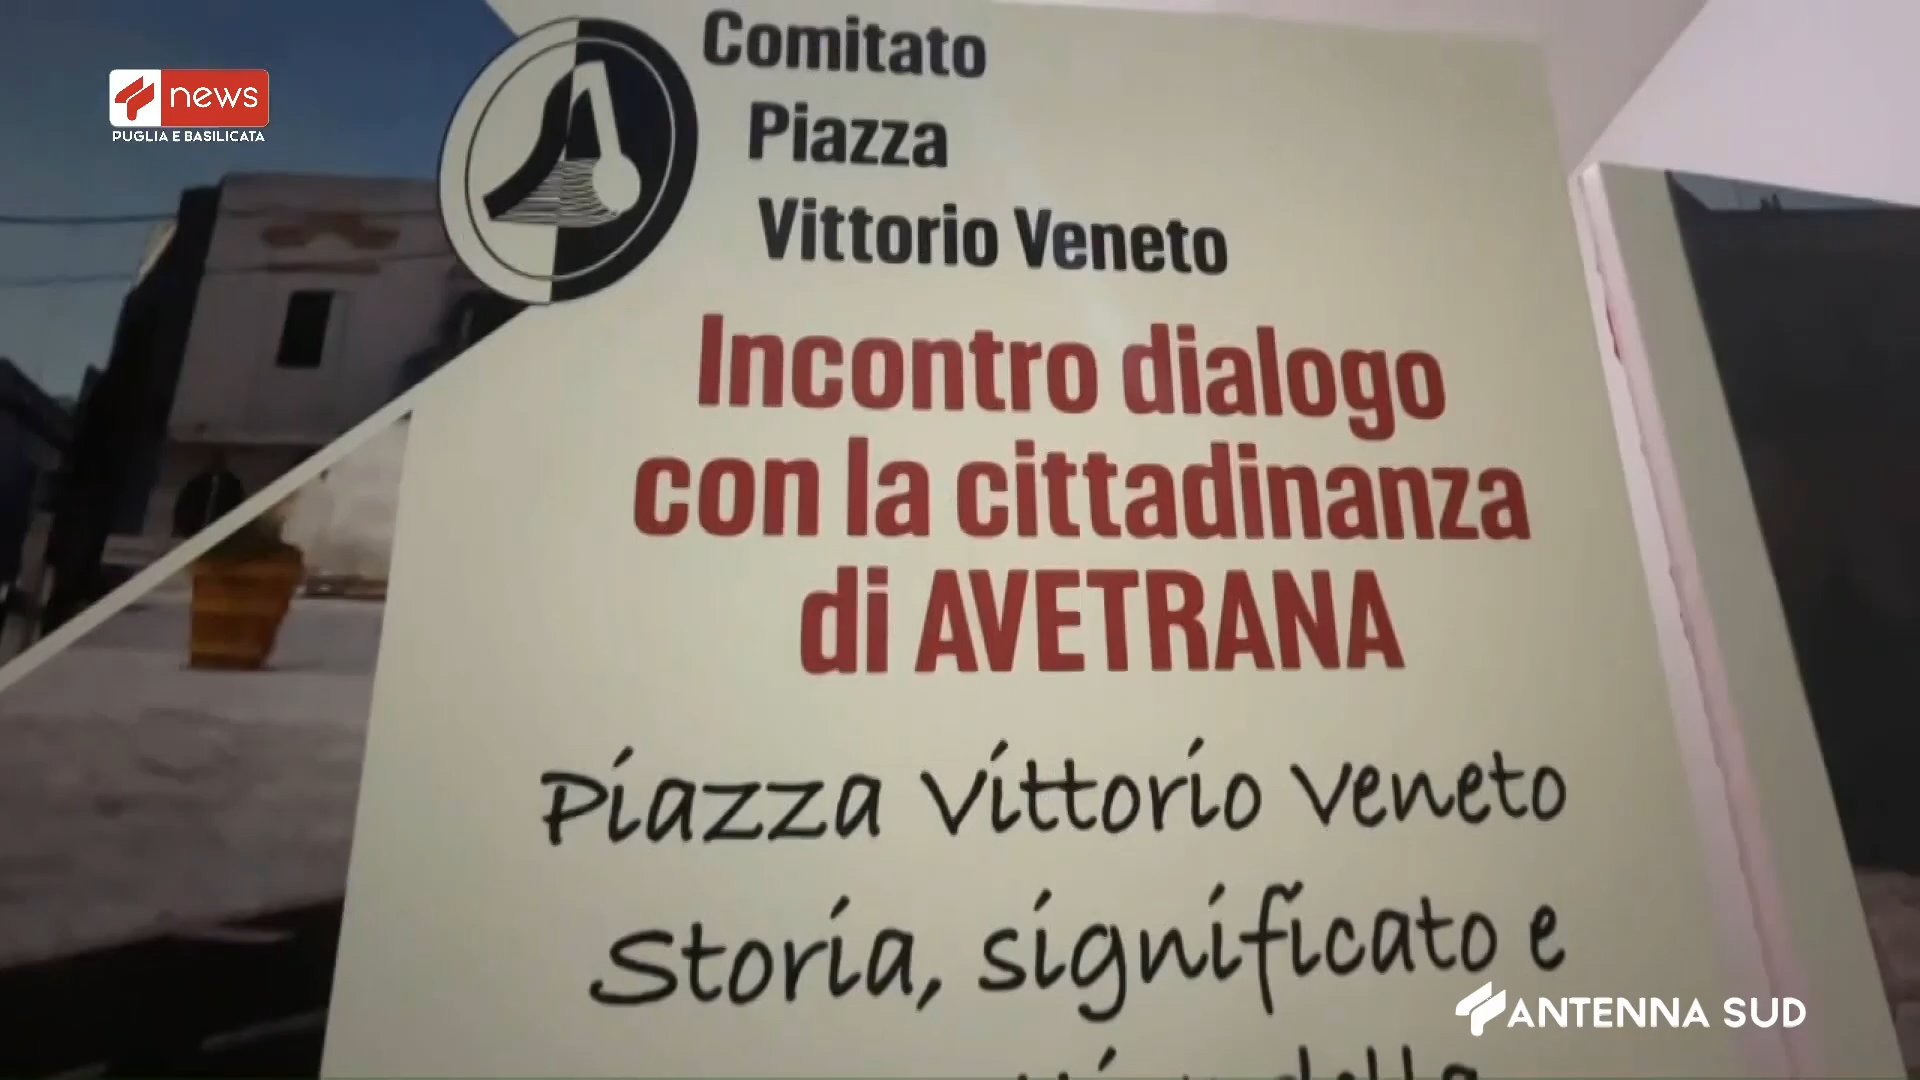 news
PUGLIA E BASILICATA
Comitato
Piazza
Vittorio Veneto
Incontro dialogo
con la cittadinanza
di AVETRANA
Piazza Vittorio Veneto
Storia, significato e
della
ANTENNA SUD